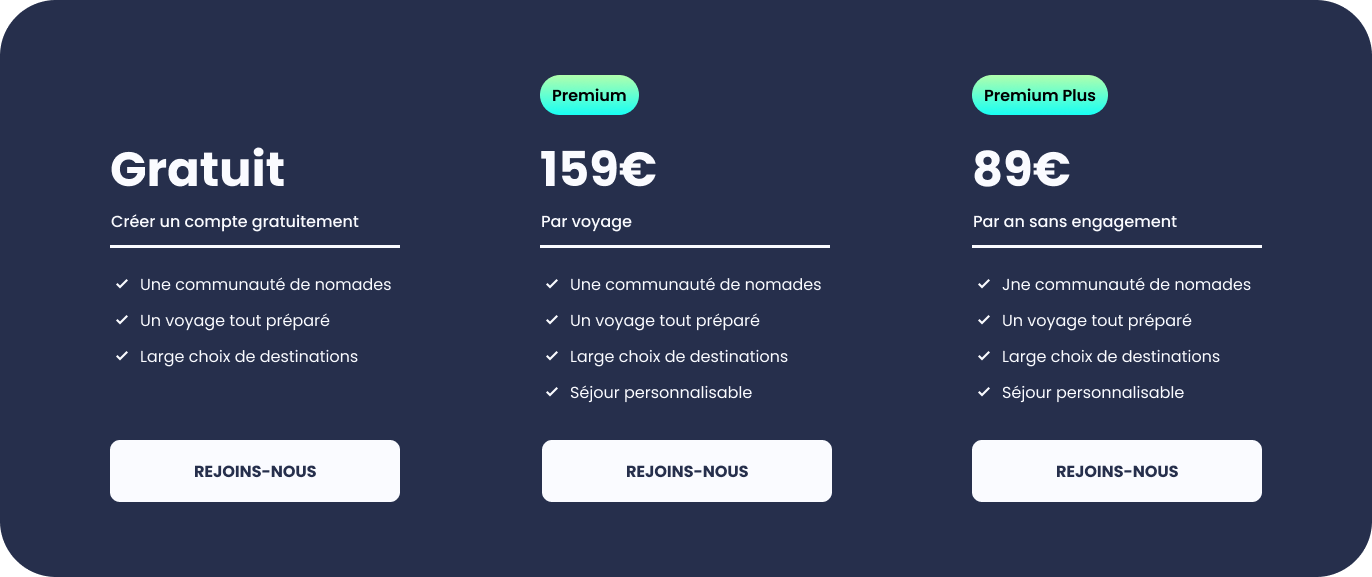 Gratuit
Créer un compte gratuitement
Une communauté de nomades
Un voyage tout préparé
Large choix de destinations
REJOINS-NOUS
Premium
159€
Par voyage
Une communauté de nomades
Un voyage tout préparé
Large choix de destinations
Séjour personnalisable
REJOINS-NOUS
Premium Plus
89€
Par an sans engagement
Jne communauté de nomades
Un voyage tout préparé
Large choix de destinations
Séjour personnalisable
REJOINS-NOUS